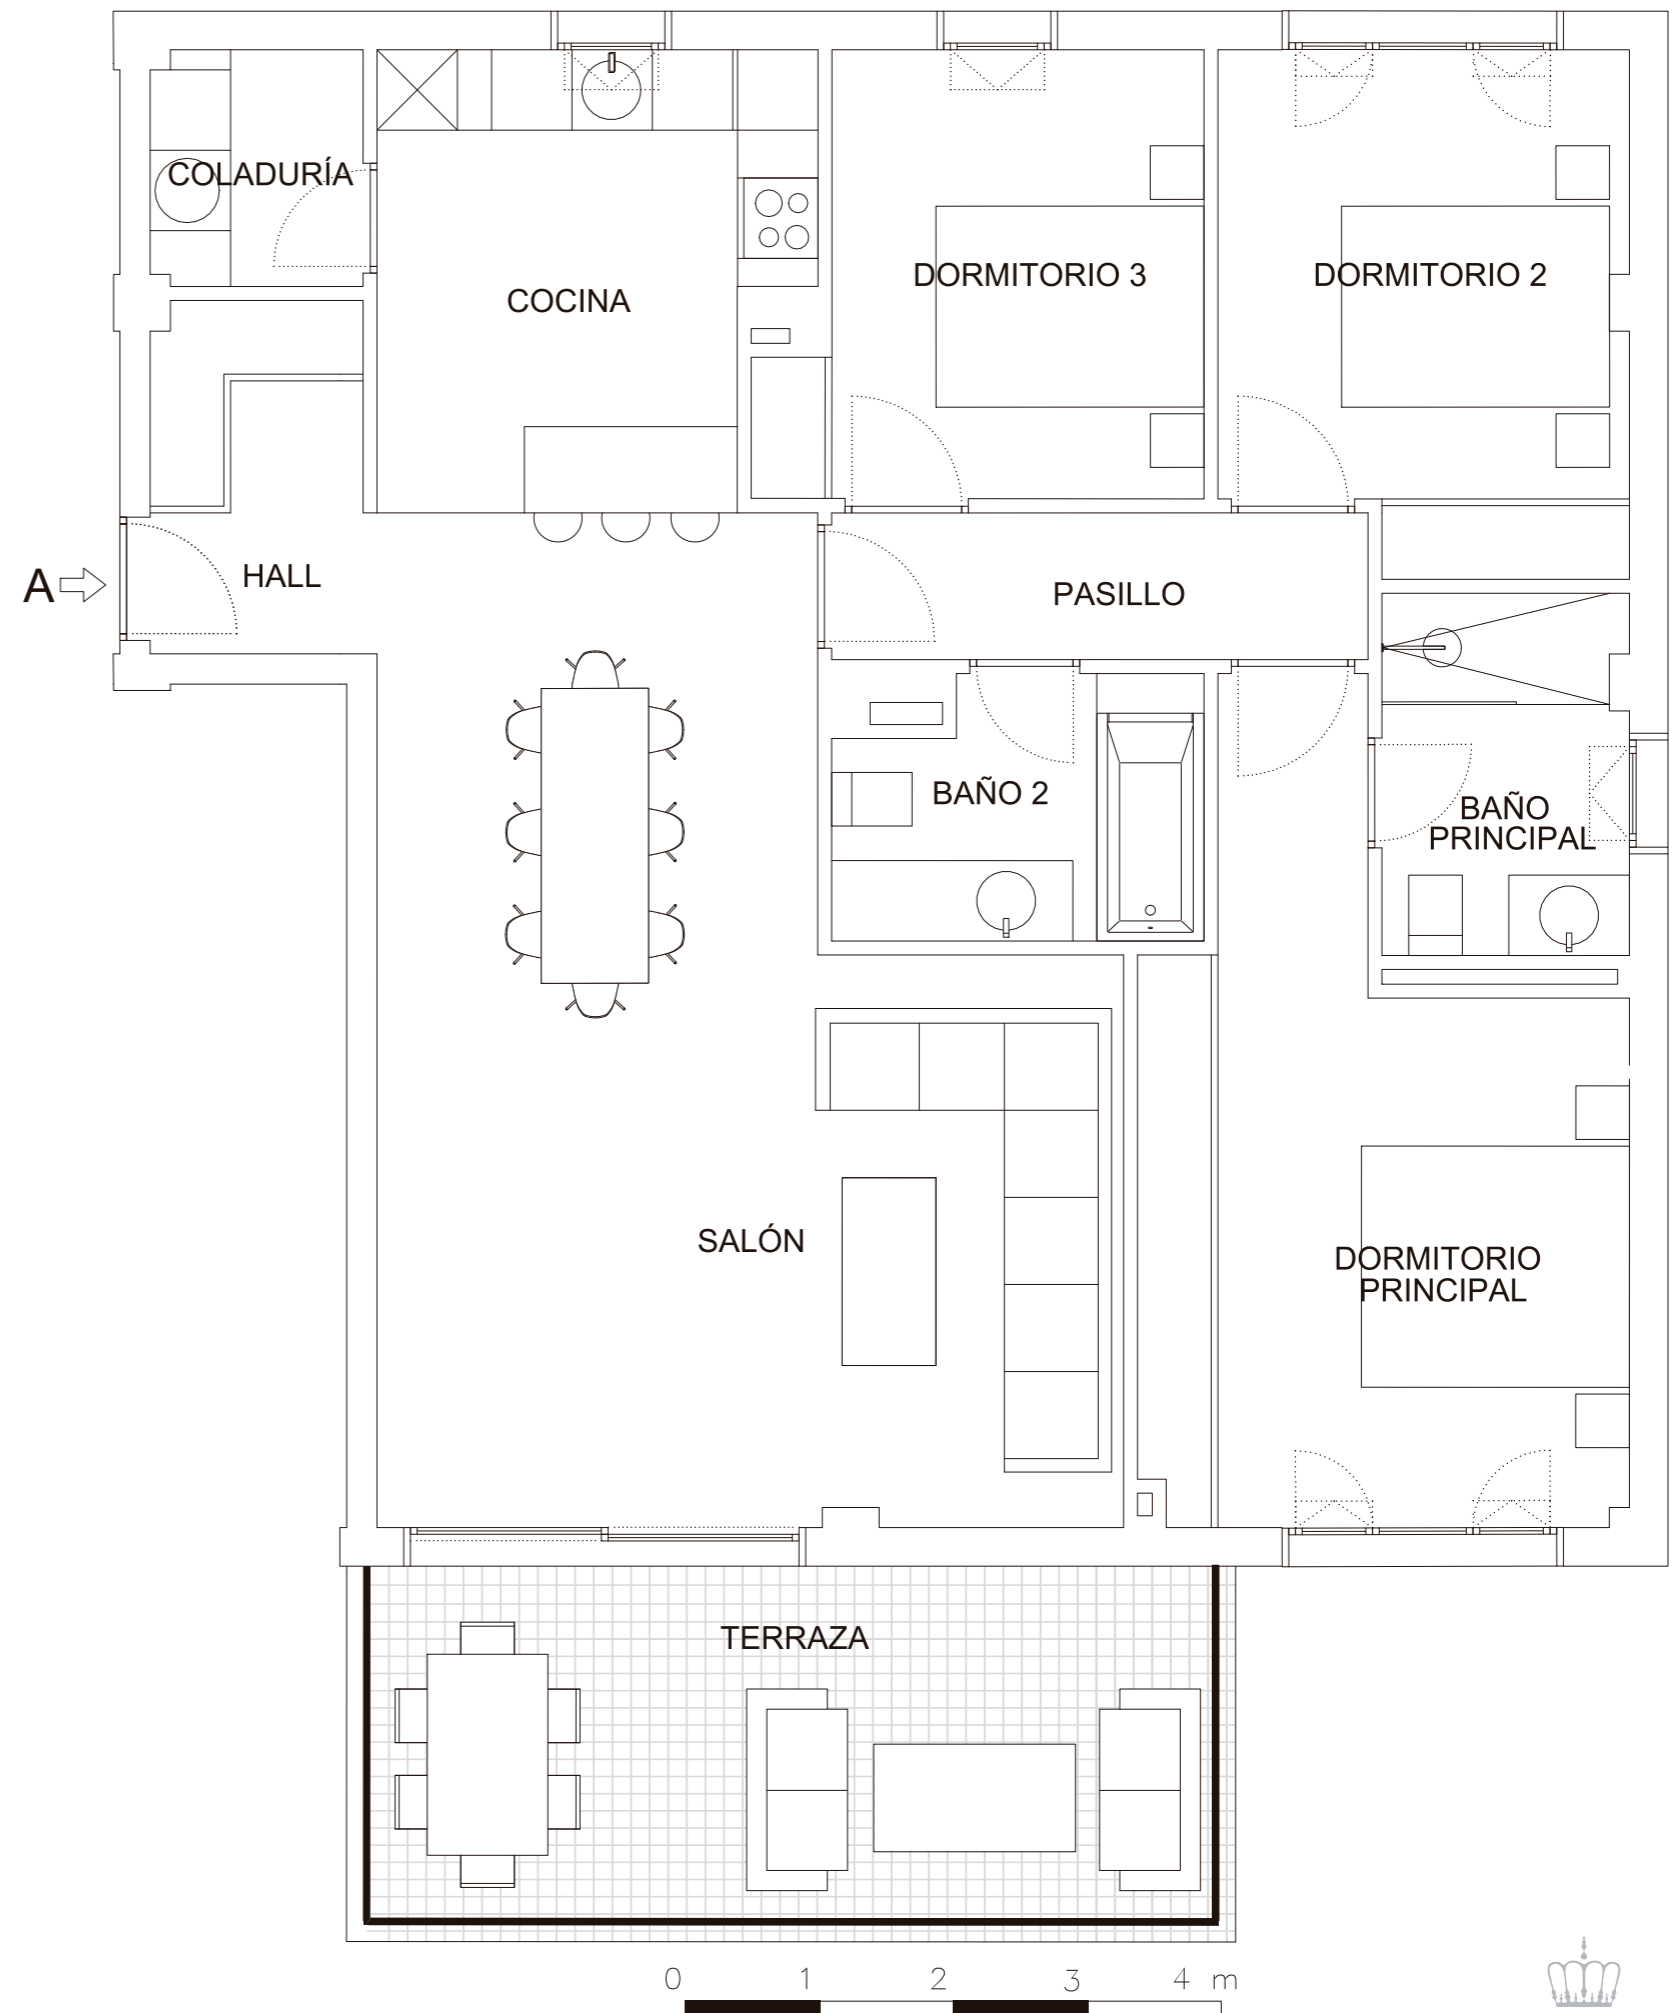 COLADURÍA
COCINA
DORMITORIO 3
DORMITORIO 2
A
HALL
PASILLO
BAÑO 2
BAÑO
PRINCIPAL
SALÓN
DORMITORIO
PRINCIPAL
TERRAZA
0 1 2 3 4 m